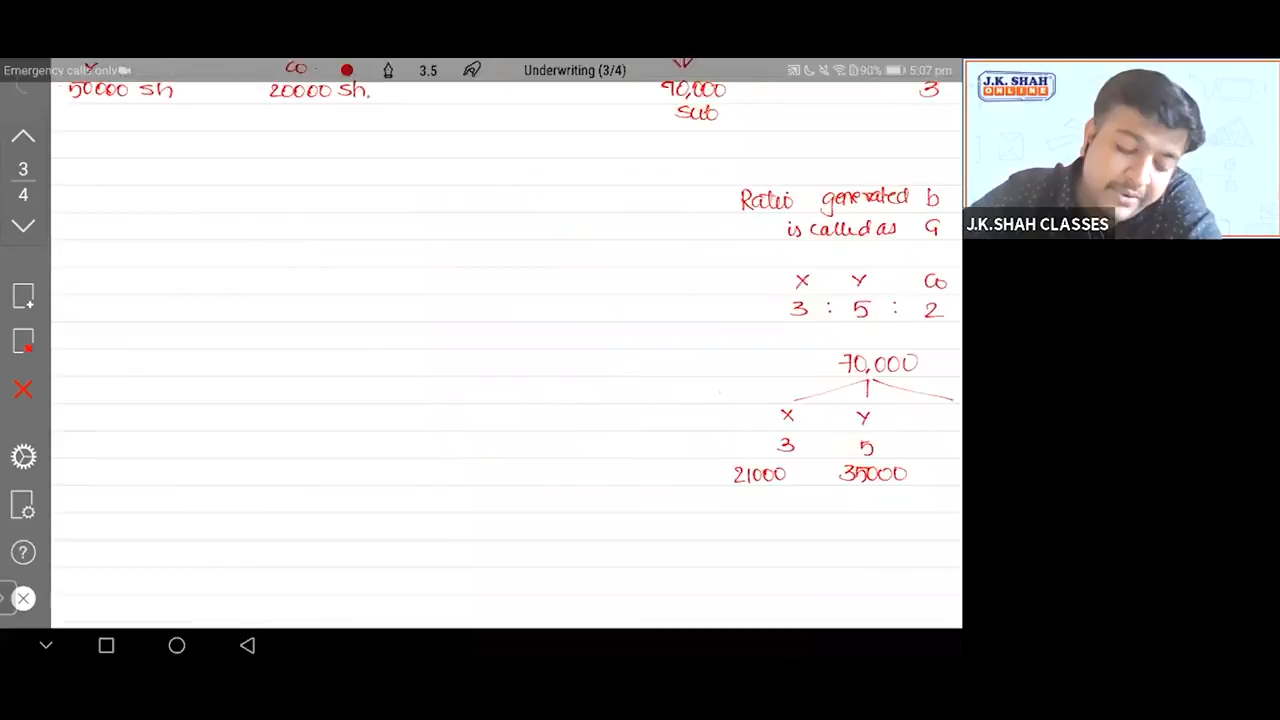 Emergency calls only
3.5
Underwriting (3/4)
90% 5:07 pm
Co
50000 Sh 20000 Sh. 70,000 3
Sub
3
4
Ratio generated b
is called as G
X Y Co
3 : 5 : 2
70,000
X Y
3 5
21000 35000
J.K. SHAH
ONLINE
J.K.SHAH CLASSES